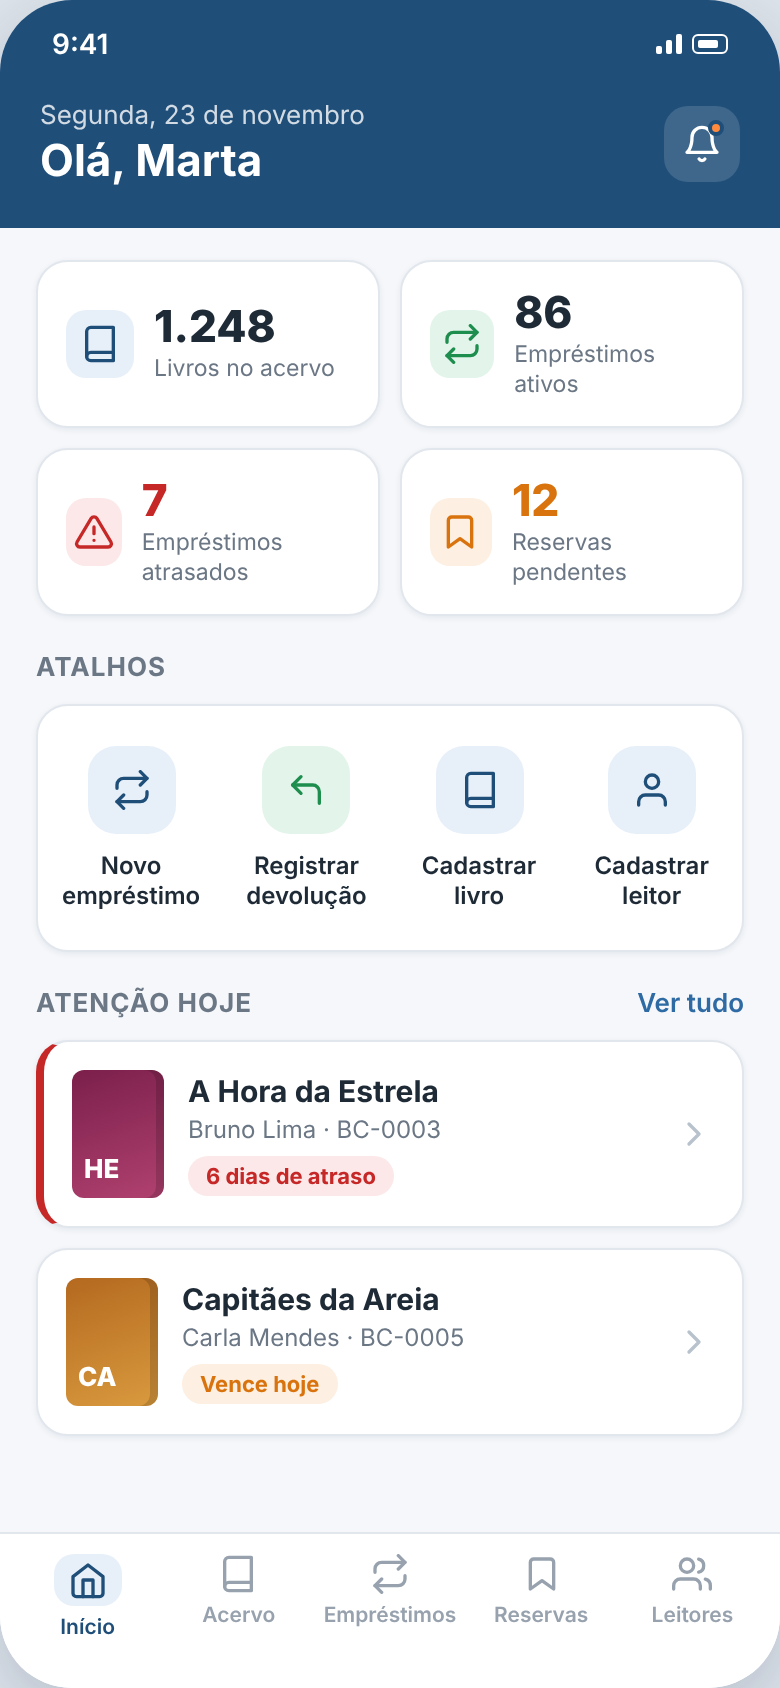 9:41
Segunda, 23 de novembro
Olá, Marta
1.248
Livros no acervo
86
Empréstimos
ativos
7
Empréstimos
atrasados
12
Reservas
pendentes
ATALHOS
Novo
empréstimo
Registrar
devolução
Cadastrar
livro
Cadastrar
leitor
ATENÇÃO HOJE
Ver tudo
HE
A Hora da Estrela
Bruno Lima · BC-0003
6 dias de atraso
CA
Capitães da Areia
Carla Mendes · BC-0005
Vence hoje
Início
Acervo
Empréstimos
Reservas
Leitores